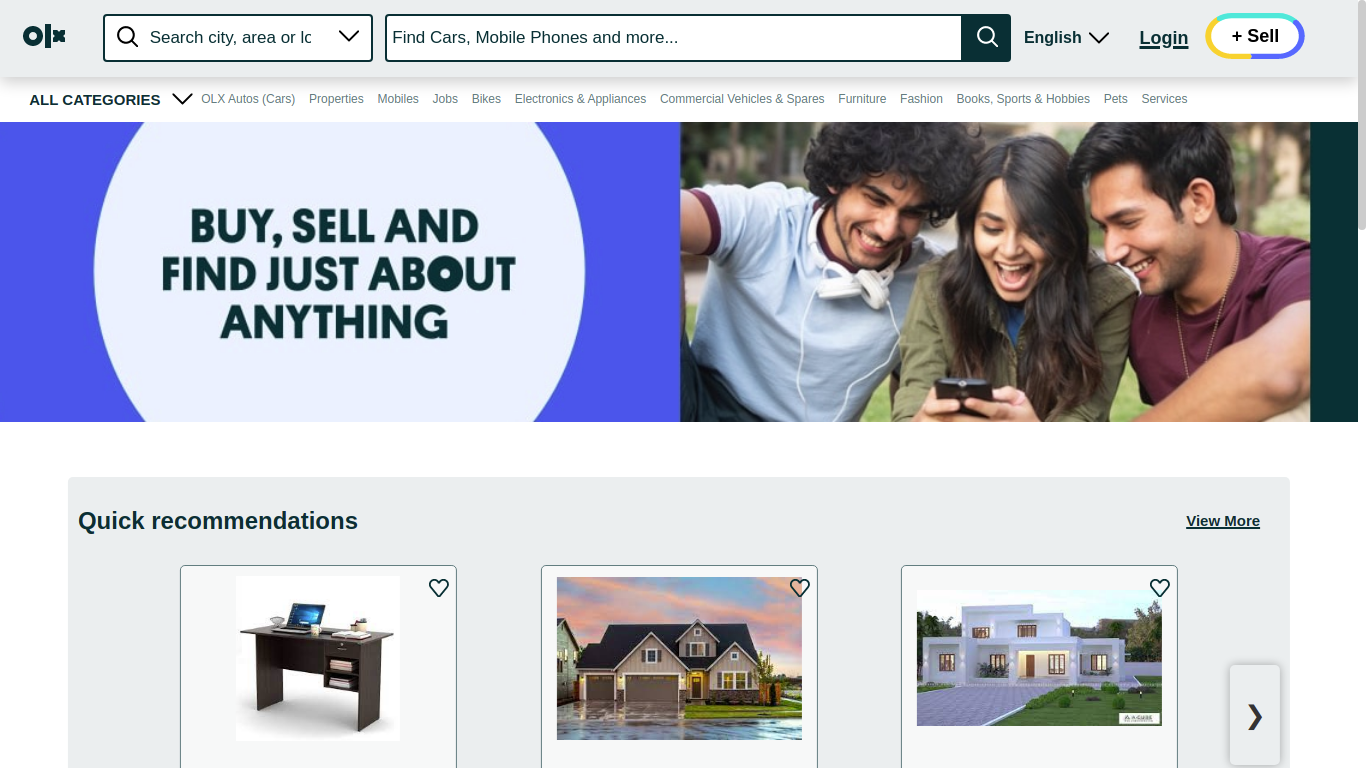 olx
Search city, area or lo
Find Cars, Mobile Phones and more...
English
Login
+ Sell
ALL CATEGORIES
OLX Autos (Cars) Properties Mobiles Jobs Bikes Electronics & Appliances Commercial Vehicles & Spares Furniture Fashion Books, Sports & Hobbies Pets Services
BUY, SELL AND
FIND JUST ABOUT
ANYTHING
Quick recommendations
View More